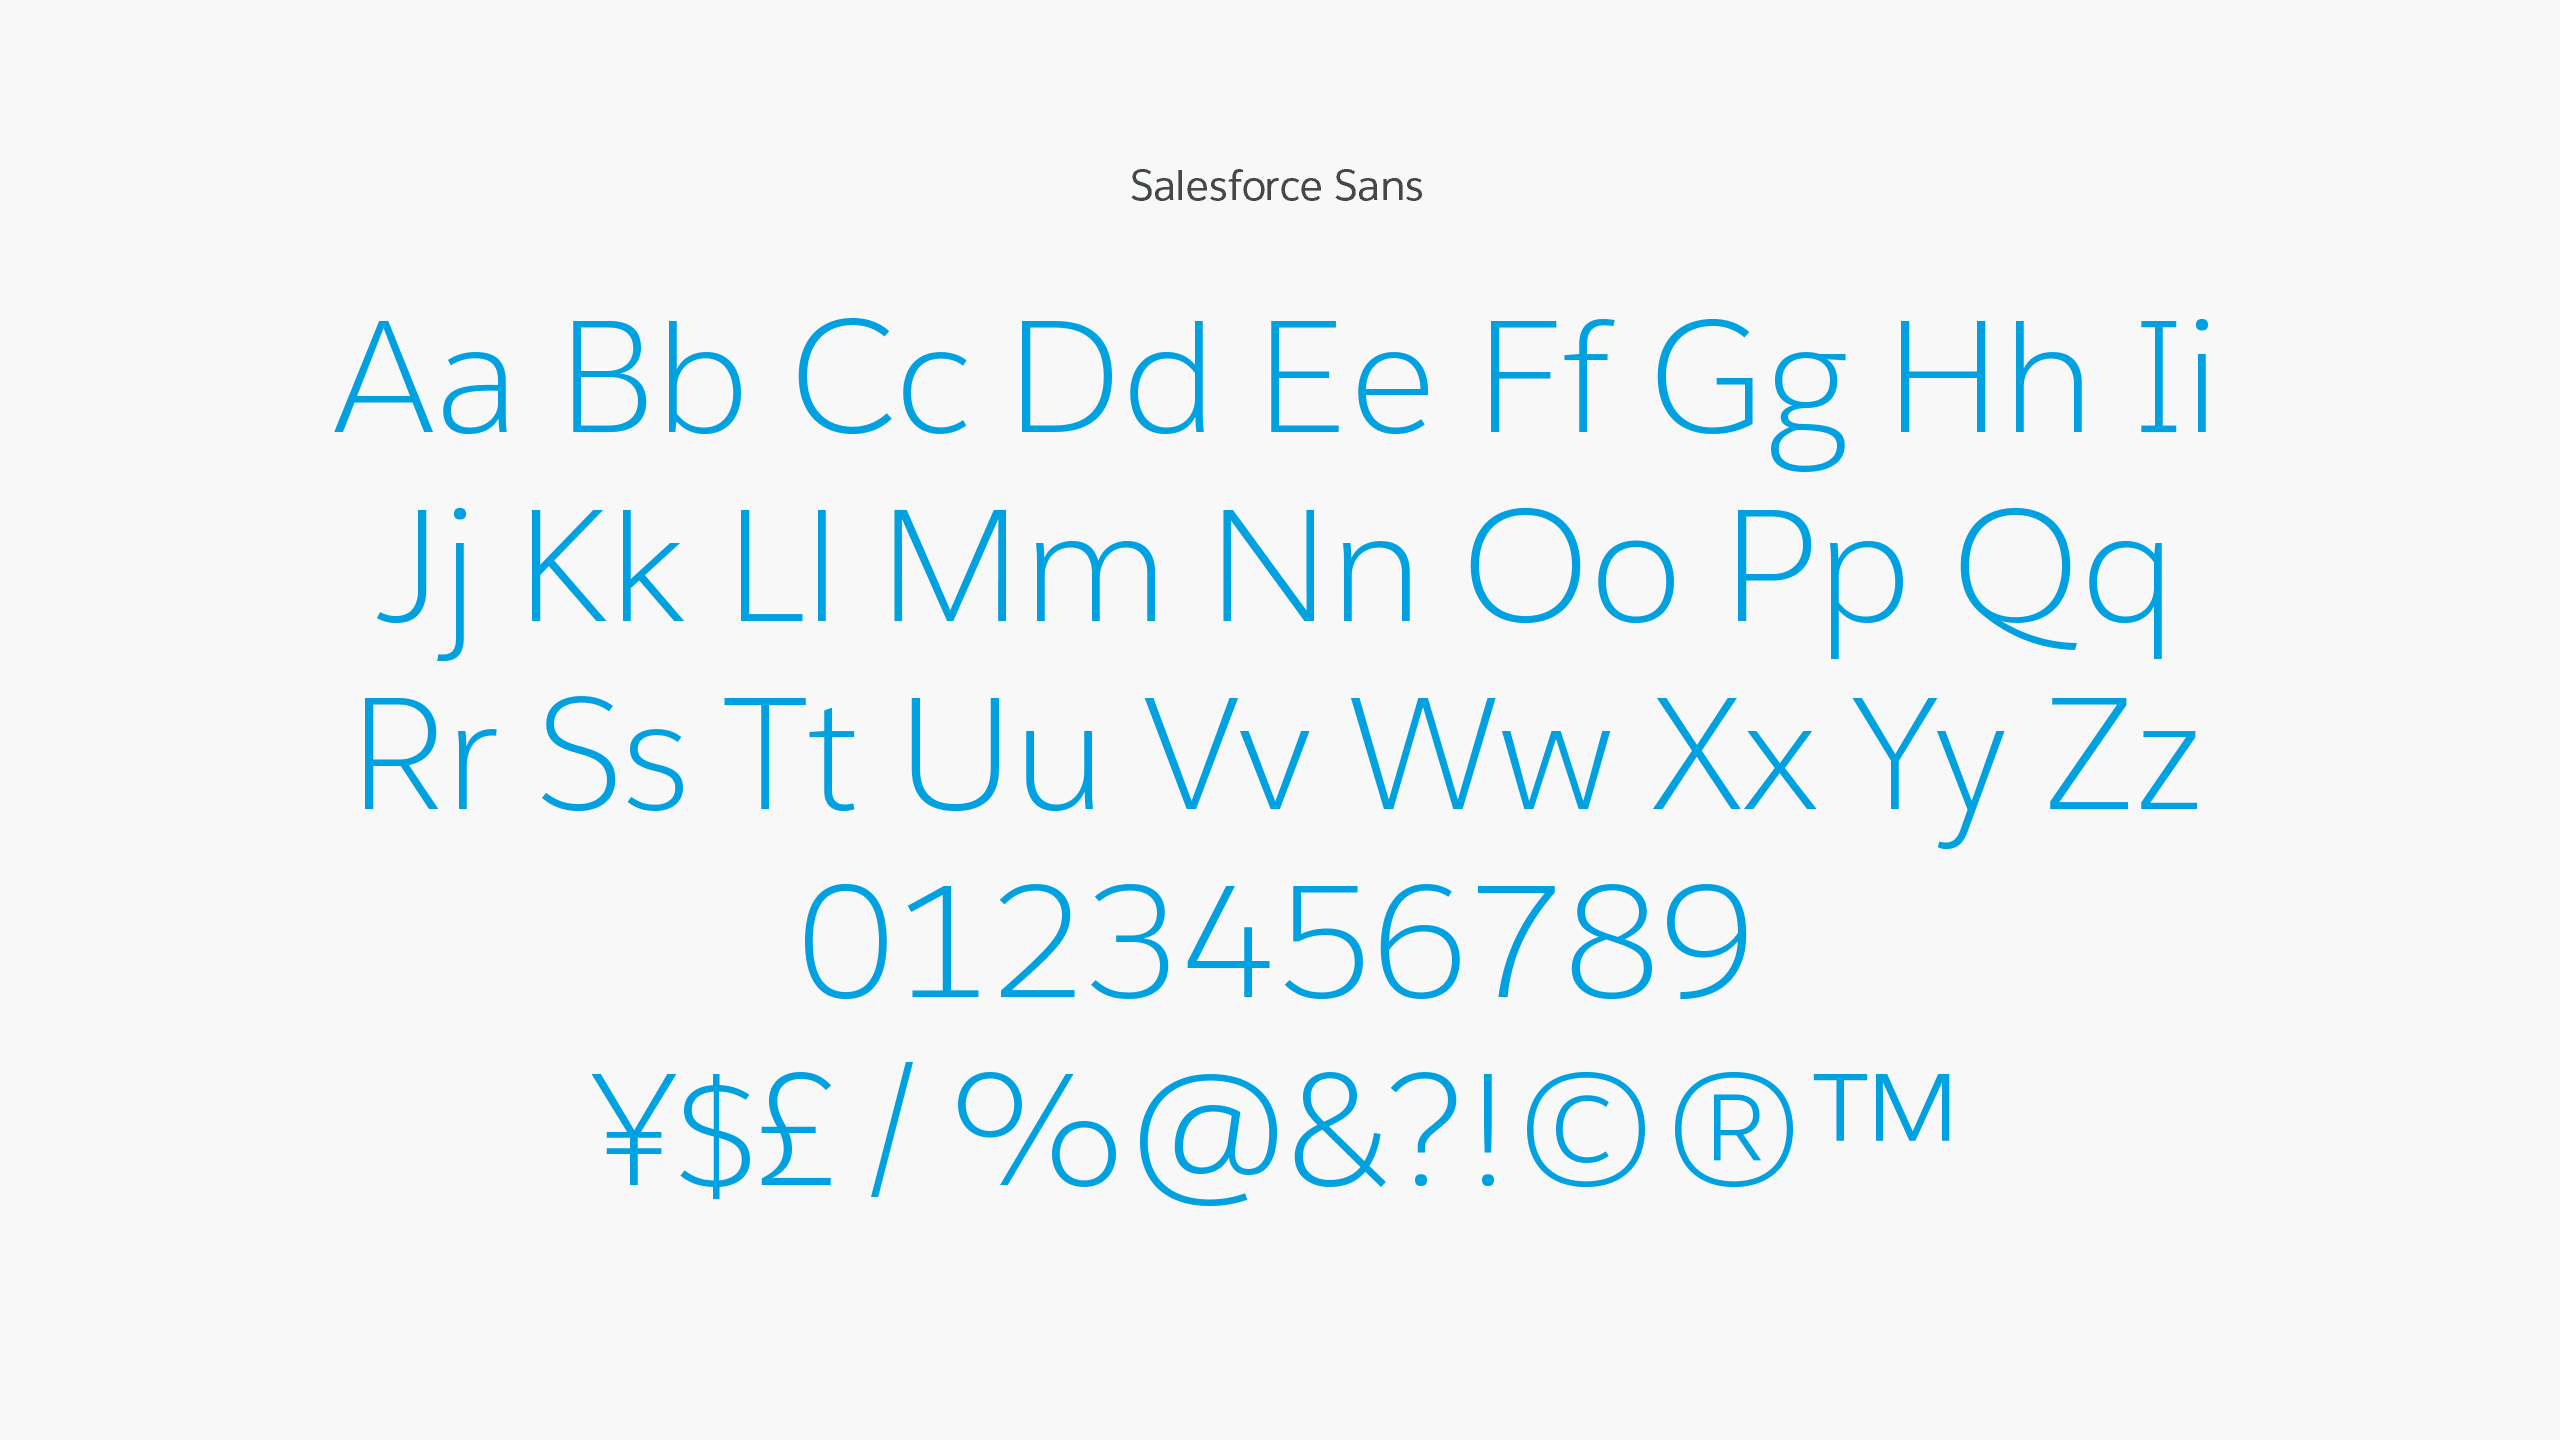 Salesforce Sans
Aa Bb Cc Dd Ee Ff Gg Hh Ii
Jj Kk Ll Mm Nn Oo Pp Qq
Rr Ss Tt Uu Vv Ww Xx Yy Zz
0123456789
¥$£ / %@&?!©®™